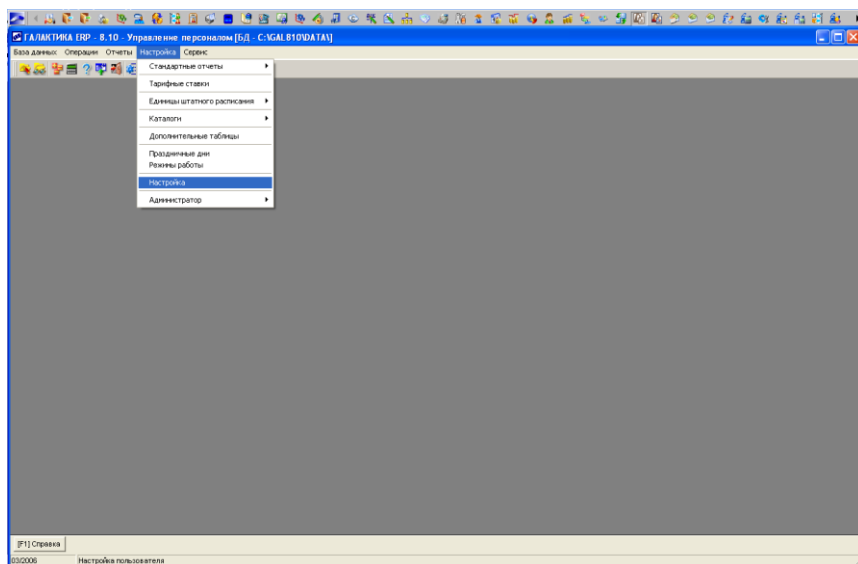 ГАЛАКТИКА ERP - 8.10 - Управление персоналом [БД - C:\GAL810\DATA\]
База данных Операции Отчеты Настройка Сервис
Стандартные отчеты
Тарифные ставки
Единицы штатного расписания
Каталоги
Дополнительные таблицы
Праздничные дни
Режимы работы
Настройка
Администратор
[F1] Справка
03/2006 Настройка пользователя